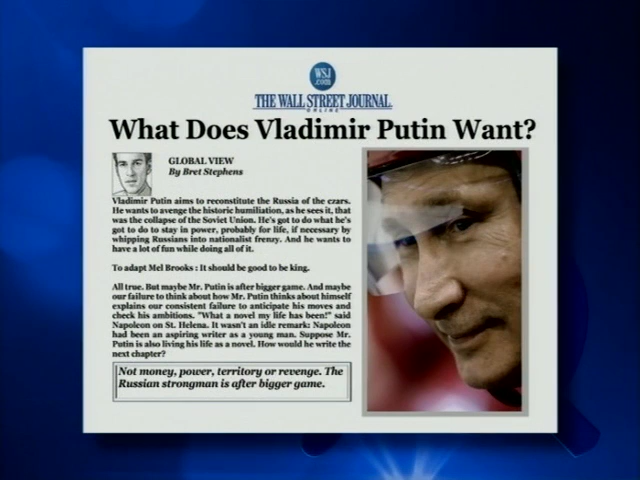 WSJ
.com
THE WALL STREET JOURNAL.
ONLINE
What Does Vladimir Putin Want?
GLOBAL VIEW
By Bret Stephens
Vladimir Putin aims to reconstitute the Russia of the czars.
He wants to avenge the historic humiliation, as he sees it, that
was the collapse of the Soviet Union. He's got to do what he's
got to do to stay in power, probably for life, if necessary by
whipping Russians into nationalist frenzy. And he wants to
have a lot of fun while doing all of it.
To adapt Mel Brooks : It should be good to be king.
All true. But maybe Mr. Putin is after bigger game. And maybe
our failure to think about how Mr. Putin thinks about himself
explains our consistent failure to anticipate his moves and
check his ambitions. "What a novel my life has been!" said
Napoleon on St. Helena. It wasn't an idle remark: Napoleon
had been an aspiring writer as a young man. Suppose Mr.
Putin is also living his life as a novel. How would he write the
next chapter?
Not money, power, territory or revenge. The
Russian strongman is after bigger game.